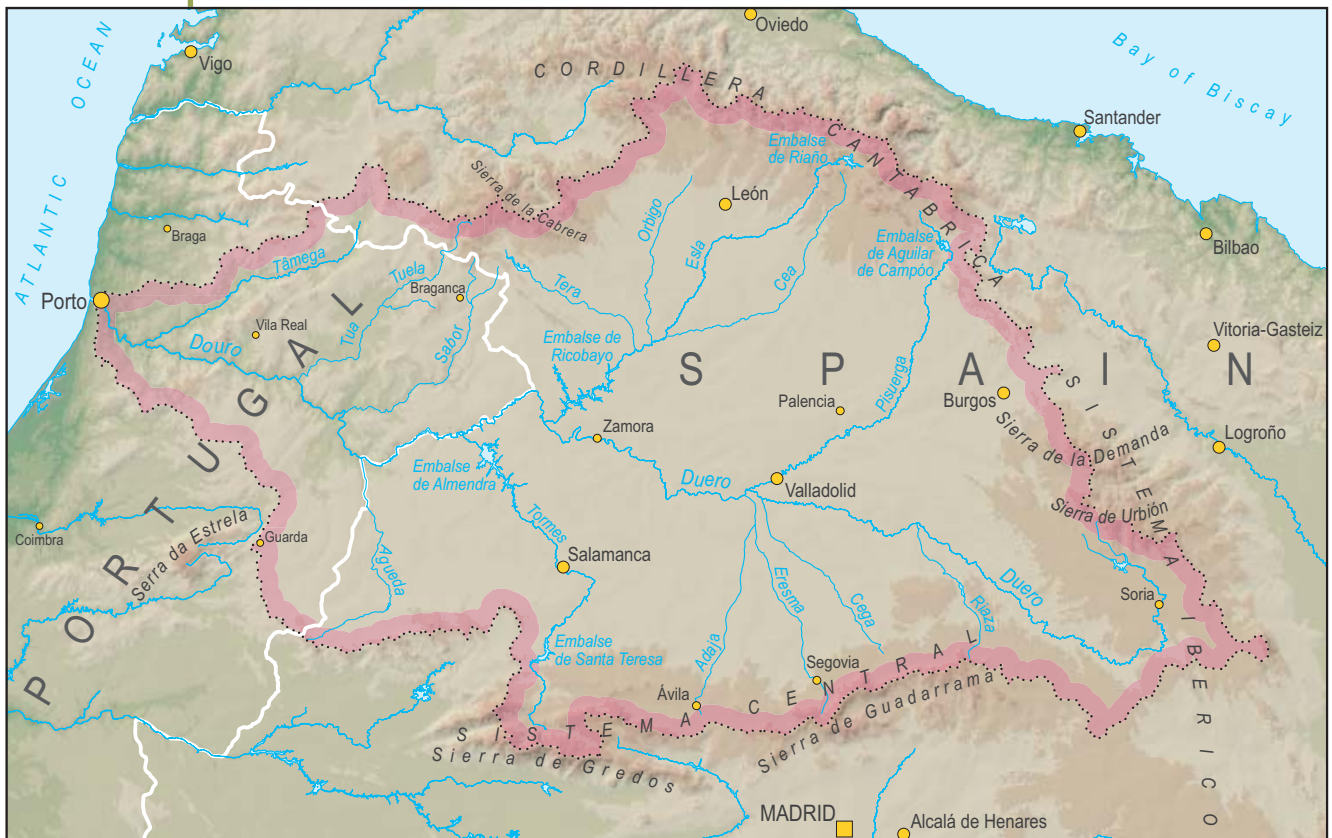 Oviedo
Bay of Biscay
ATLANTIC OCEAN
Vigo
CORDILLERA CANTABRICA
Santander
Embalse
de Riaño
Sierra de la Cabrera
León
Orbigo
Esla
Cea
Braga
Embalse
de Aguilar
de Campóo
Bilbao
Tâmega
Tuela
Tera
Braganca
Porto
Vila Real
Tua
Sabor
Douro
Embalse de
Ricobayo
Vitoria-Gasteiz
PORTUGAL
SPAIN
Pisuerga
Palencia
Burgos
Sierra de la Demanda
SISTEMA IBERICO
Zamora
Logroño
Embalse
de Almendra
Duero
Valladolid
Sierra de Urbión
Coimbra
Serra da Estrela
Guarda
Tormes
Agueda
Salamanca
Eresma
Cega
Riaza
Duero
Soria
Embalse
de Santa Teresa
Adaja
Segovia
Ávila
SISTEMA CENTRAL
Sierra de Guadarrama
Sierra de Gredos
MADRID
Alcalá de Henares